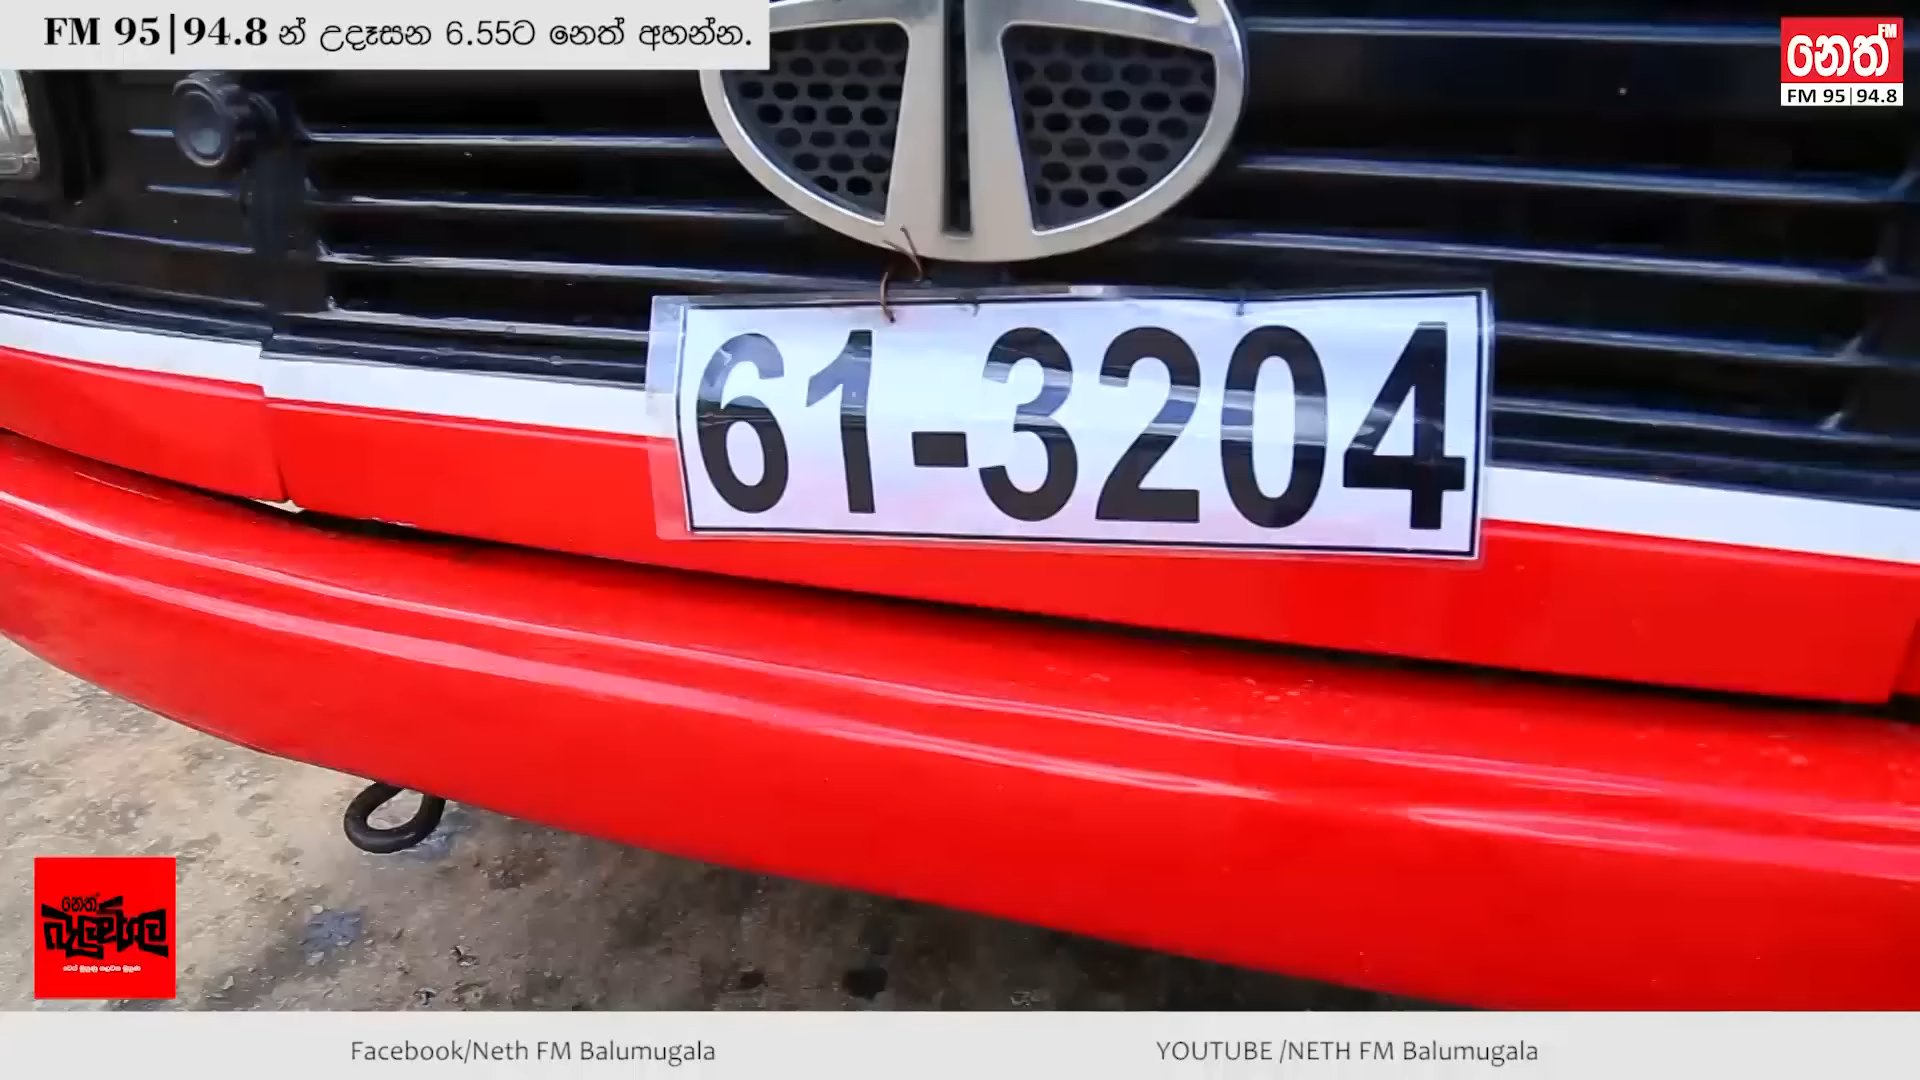 FM 95|94.8 න් උදෑසන 6.55ට නෙත් අහන්න.
නෙත් FM
FM 95|94.8
61-3204
නෙත්
බැලුම්ගල
Facebook/Neth FM Balumugala
YOUTUBE /NETH FM Balumugala